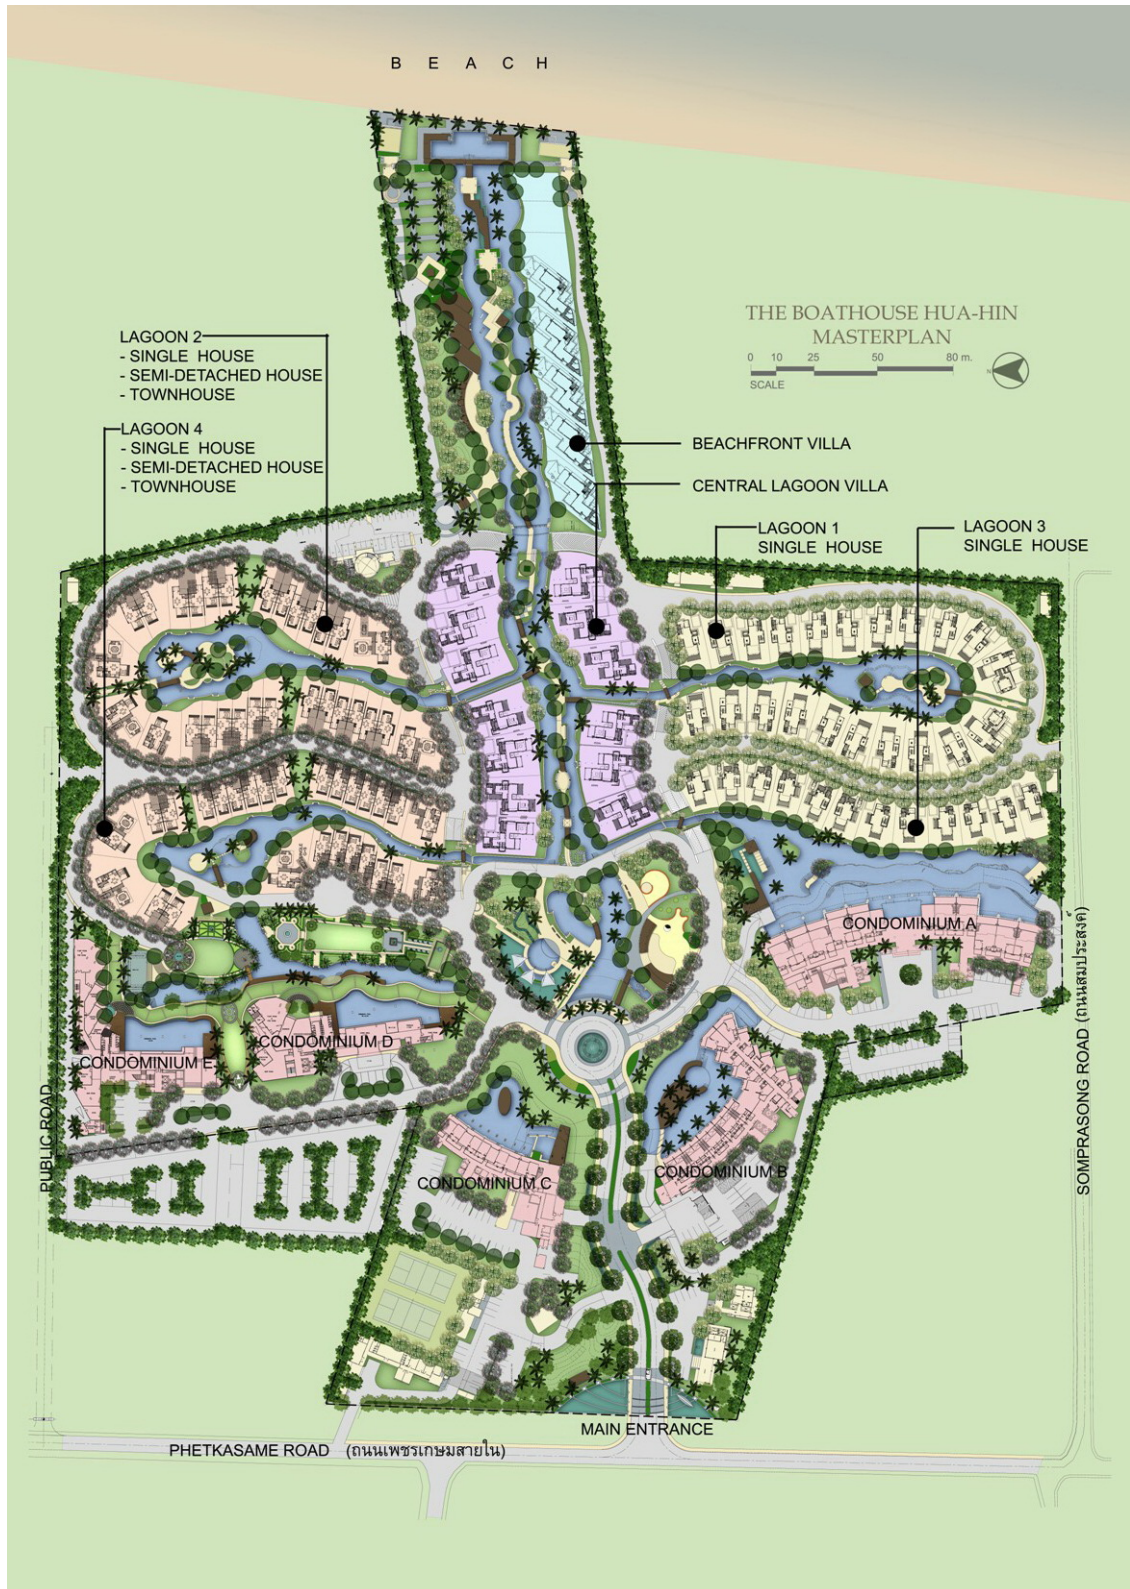 B E A C H
THE BOATHOUSE HUA-HIN
MASTERPLAN
0 10 25 50 80 m.
SCALE
N
LAGOON 2
- SINGLE HOUSE
- SEMI-DETACHED HOUSE
- TOWNHOUSE
LAGOON 4
- SINGLE HOUSE
- SEMI-DETACHED HOUSE
- TOWNHOUSE
BEACHFRONT VILLA
CENTRAL LAGOON VILLA
LAGOON 1
SINGLE HOUSE
LAGOON 3
SINGLE HOUSE
CONDOMINIUM A
CONDOMINIUM D
CONDOMINIUM E
CONDOMINIUM B
CONDOMINIUM C
PUBLIC ROAD
SOMPRASONG ROAD (ถนนสมประสงค์)
MAIN ENTRANCE
PHETKASAME ROAD (ถนนเพชรเกษมสายใน)